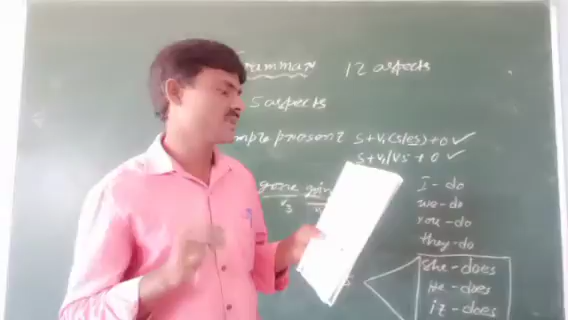 Grammar 12 aspects
5 aspects
simple present S+V₁(s/es)+O ✓
S+V₁/V5+O ✓
gone
V₃
I-do
we-do
you-do
they-do
she-does
He-does
it-does